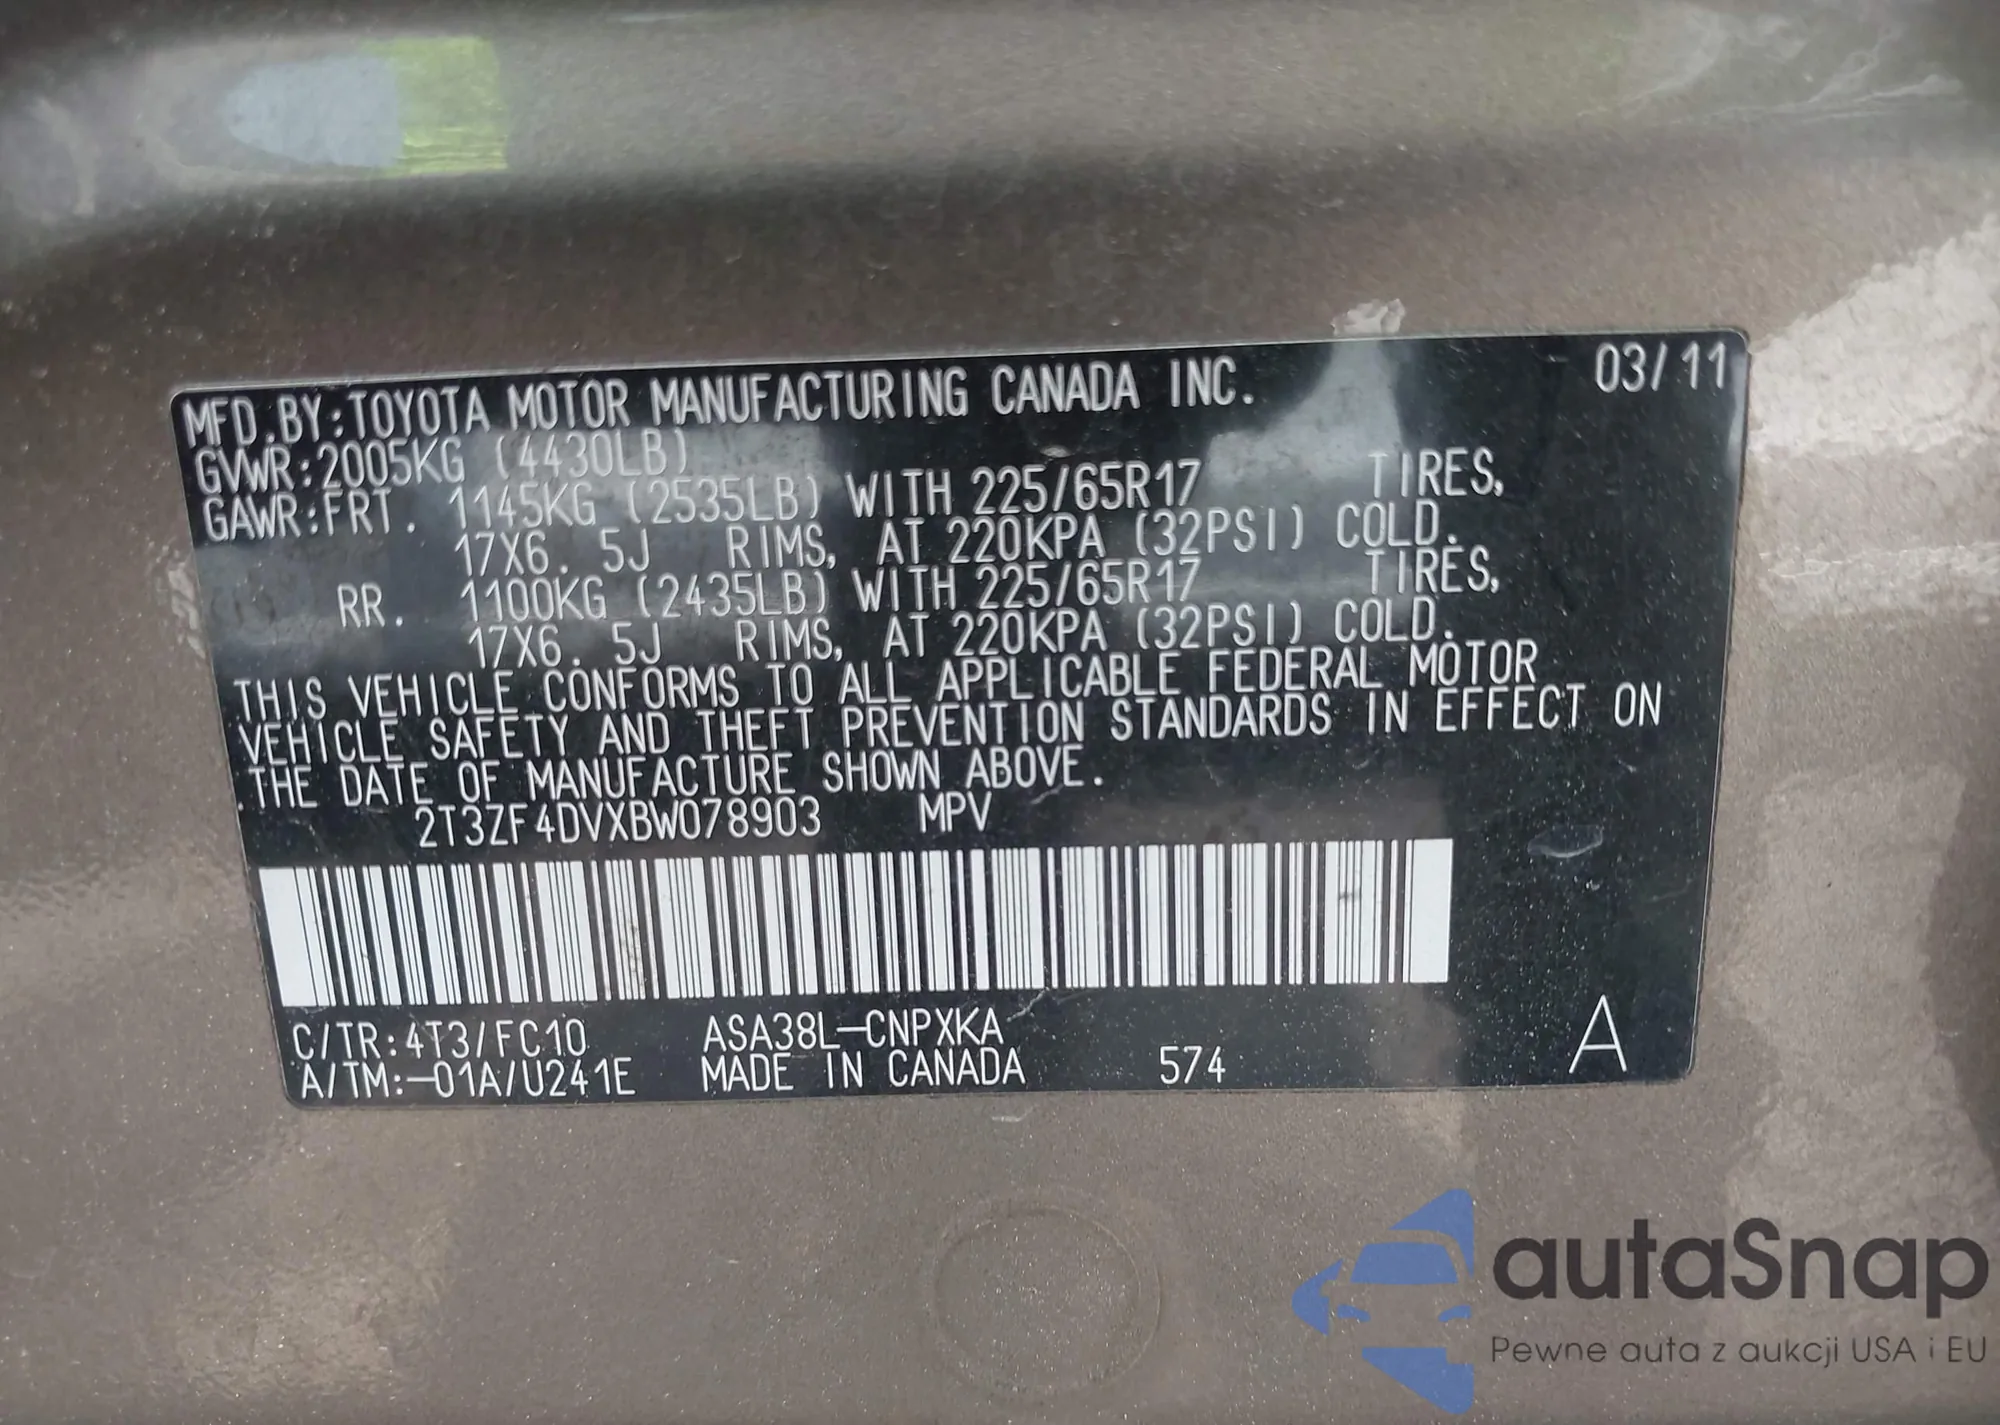 MFD.BY:TOYOTA MOTOR MANUFACTURING CANADA INC. 03/11
GVWR:2005KG (4430LB)
GAWR:FRT. 1145KG (2535LB) WITH 225/65R17 TIRES,
17X6.5J RIMS, AT 220KPA (32PSI) COLD.
RR. 1100KG (2435LB) WITH 225/65R17 TIRES,
17X6.5J RIMS, AT 220KPA (32PSI) COLD.
THIS VEHICLE CONFORMS TO ALL APPLICABLE FEDERAL MOTOR
VEHICLE SAFETY AND THEFT PREVENTION STANDARDS IN EFFECT ON
THE DATE OF MANUFACTURE SHOWN ABOVE.
2T3ZF4DVXBW078903 MPV
C/TR:4T3/FC10 ASA38L-CNPXKA
A/TM:-01A/U241E MADE IN CANADA 574 A
autaSnap
Pewne auta z aukcji USA i EU